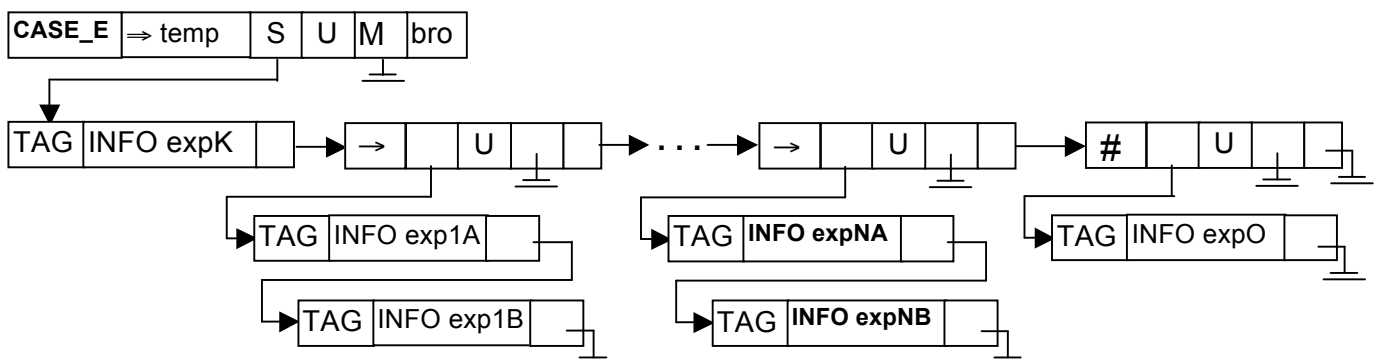 CASE_E ⇒ temp S U M bro
TAG INFO expK → U . . . → U # U
TAG INFO exp1A TAG INFO expNA TAG INFO expO
TAG INFO exp1B TAG INFO expNB